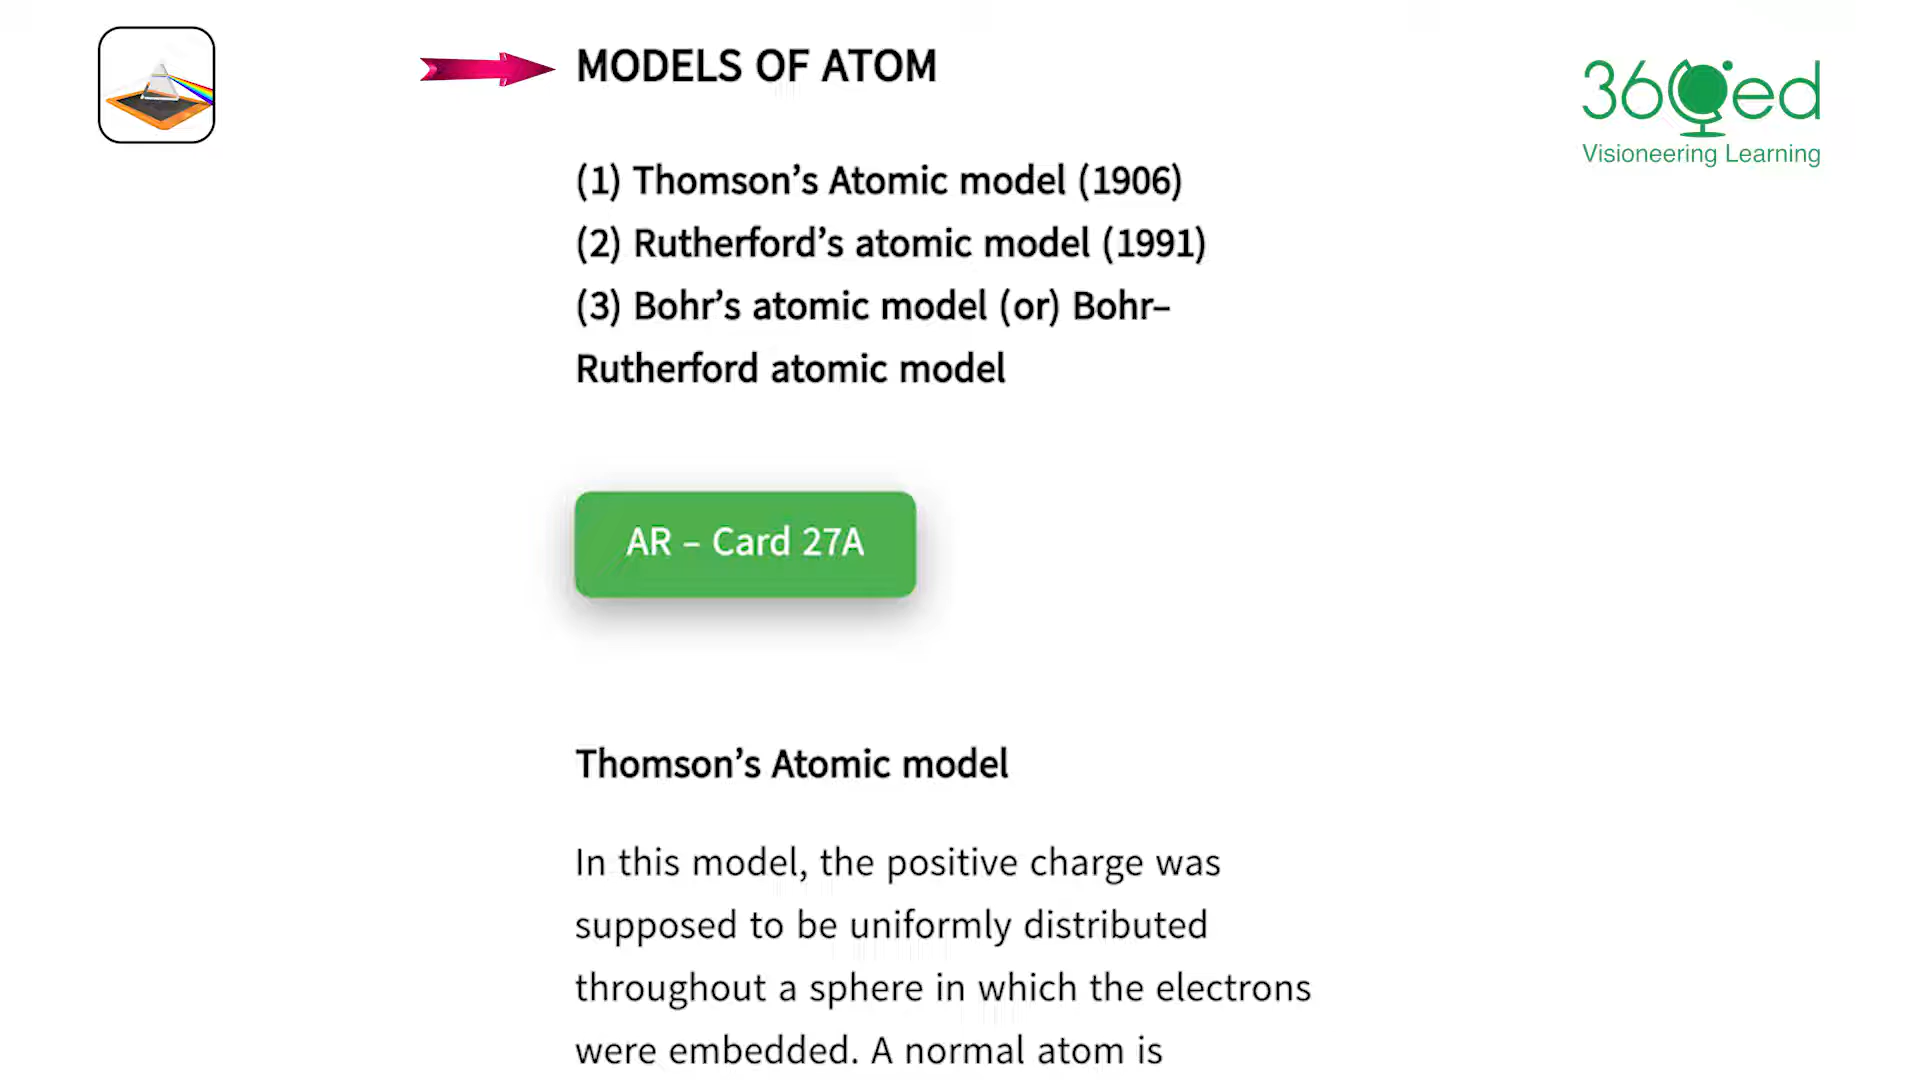 MODELS OF ATOM
360ed
Visioneering Learning
(1) Thomson’s Atomic model (1906)
(2) Rutherford’s atomic model (1991)
(3) Bohr’s atomic model (or) Bohr–
Rutherford atomic model
AR – Card 27A
Thomson’s Atomic model
In this model, the positive charge was
supposed to be uniformly distributed
throughout a sphere in which the electrons
were embedded. A normal atom is